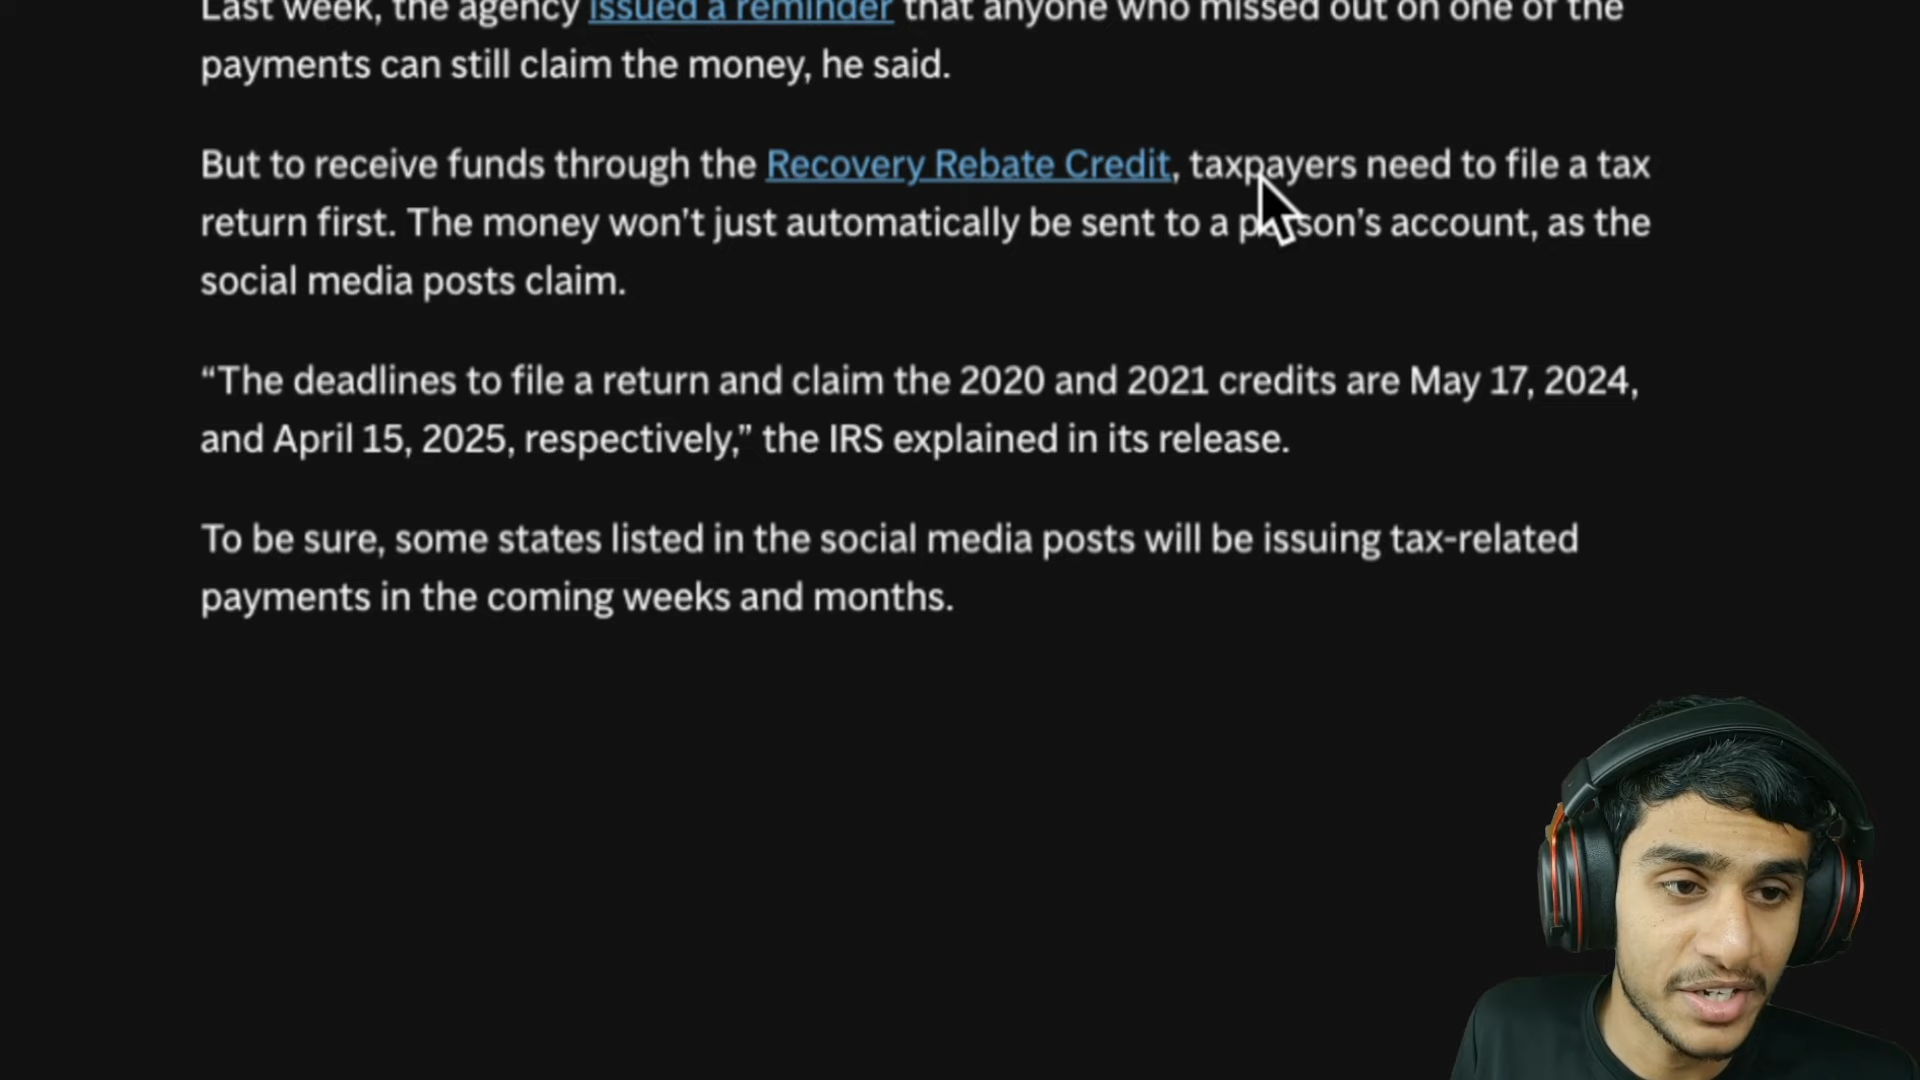 Last week, the agency issued a reminder that anyone who missed out on one of the
payments can still claim the money, he said.
But to receive funds through the Recovery Rebate Credit, taxpayers need to file a tax
return first. The money won’t just automatically be sent to a person’s account, as the
social media posts claim.
“The deadlines to file a return and claim the 2020 and 2021 credits are May 17, 2024,
and April 15, 2025, respectively,” the IRS explained in its release.
To be sure, some states listed in the social media posts will be issuing tax-related
payments in the coming weeks and months.